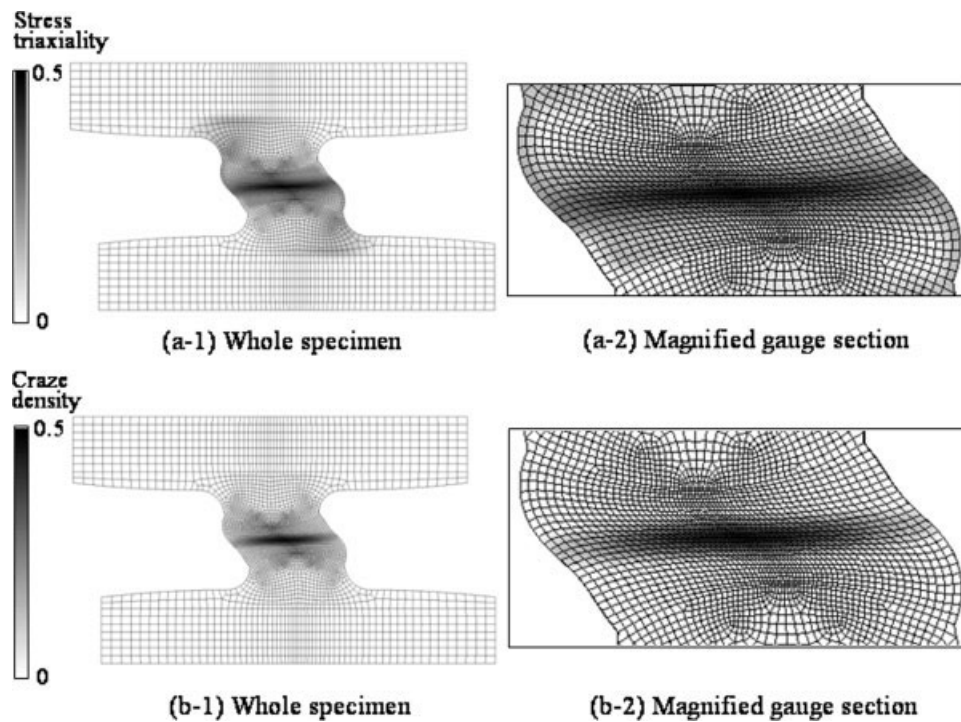 Stress
triaxiality
0.5
0
(a-1) Whole specimen
(a-2) Magnified gauge section
Craze
density
0.5
0
(b-1) Whole specimen
(b-2) Magnified gauge section